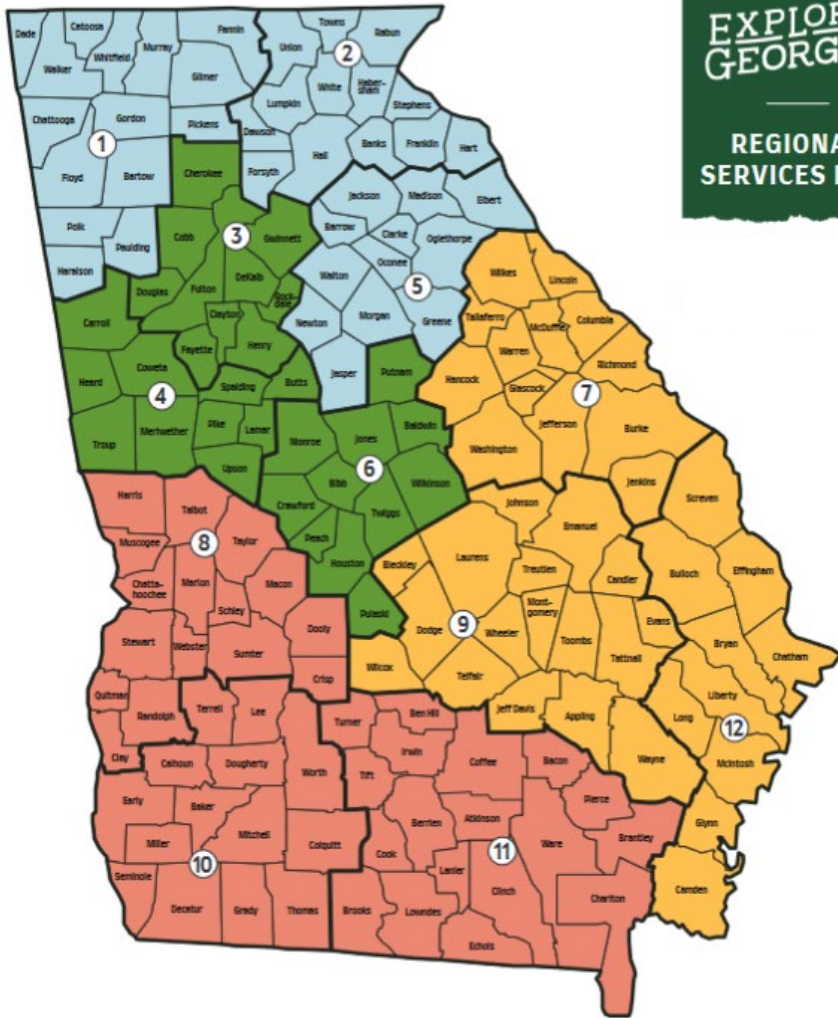 EXPLOR
GEORG
REGIONA
SERVICES
Dade
Catoosa
Whitfield
Murray
Fannin
Walker
Gilmer
Chattooga
Gordon
Pickens
1
Floyd
Bartow
Polk
Paulding
Haralson
Towns
Rabun
Union
2
White
Haber-
sham
Lumpkin
Stephens
Dawson
Hall
Banks
Franklin
Hart
Forsyth
Cherokee
Cobb
3
Gwinnett
DeKalb
Douglas
Fulton
Rock-
dale
Clayton
Fayette
Henry
Carroll
Heard
Coweta
4
Spalding
Butts
Troup
Meriwether
Pike
Lamar
Upson
Jackson
Madison
Elbert
Barrow
Clarke
Oglethorpe
Oconee
Walton
5
Newton
Morgan
Greene
Jasper
Putnam
Monroe
Jones
Baldwin
6
Bibb
Wilkinson
Crawford
Twiggs
Peach
Houston
Pulaski
Wilkes
Lincoln
Taliaferro
McDuffie
Columbia
Warren
Richmond
Hancock
Glascock
7
Jefferson
Burke
Washington
Jenkins
Harris
Talbot
8
Taylor
Muscogee
Chatta-
hoochee
Marion
Macon
Schley
Dooly
Stewart
Webster
Sumter
Crisp
Quitman
Randolph
Clay
Johnson
Emanuel
Bleckley
Laurens
Treutlen
Candler
Dodge
9
Wheeler
Mont-
gomery
Toombs
Evans
Tattnall
Wilcox
Telfair
Jeff Davis
Appling
Wayne
Terrell
Lee
Calhoun
Dougherty
Worth
Early
Baker
Mitchell
Miller
Colquitt
10
Seminole
Decatur
Grady
Thomas
Turner
Ben Hill
Irwin
Coffee
Bacon
Tift
Pierce
Berrien
Atkinson
Ware
Brantley
Cook
11
Lanier
Clinch
Charlton
Brooks
Lowndes
Echols
Screven
Bulloch
Effingham
Bryan
Chatham
Liberty
Long
12
McIntosh
Glynn
Camden